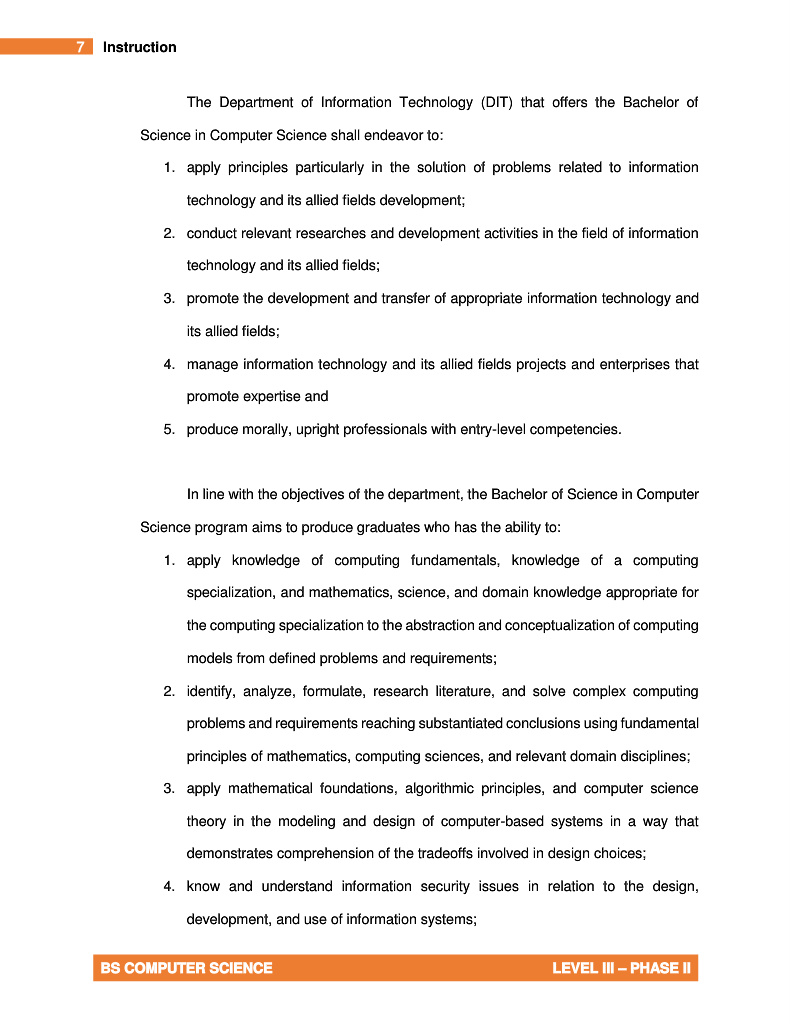 7 Instruction
The Department of Information Technology (DIT) that offers the Bachelor of
Science in Computer Science shall endeavor to:
1. apply principles particularly in the solution of problems related to information
technology and its allied fields development;
2. conduct relevant researches and development activities in the field of information
technology and its allied fields;
3. promote the development and transfer of appropriate information technology and
its allied fields;
4. manage information technology and its allied fields projects and enterprises that
promote expertise and
5. produce morally, upright professionals with entry-level competencies.
In line with the objectives of the department, the Bachelor of Science in Computer
Science program aims to produce graduates who has the ability to:
1. apply knowledge of computing fundamentals, knowledge of a computing
specialization, and mathematics, science, and domain knowledge appropriate for
the computing specialization to the abstraction and conceptualization of computing
models from defined problems and requirements;
2. identify, analyze, formulate, research literature, and solve complex computing
problems and requirements reaching substantiated conclusions using fundamental
principles of mathematics, computing sciences, and relevant domain disciplines;
3. apply mathematical foundations, algorithmic principles, and computer science
theory in the modeling and design of computer-based systems in a way that
demonstrates comprehension of the tradeoffs involved in design choices;
4. know and understand information security issues in relation to the design,
development, and use of information systems;
BS COMPUTER SCIENCE LEVEL III – PHASE II